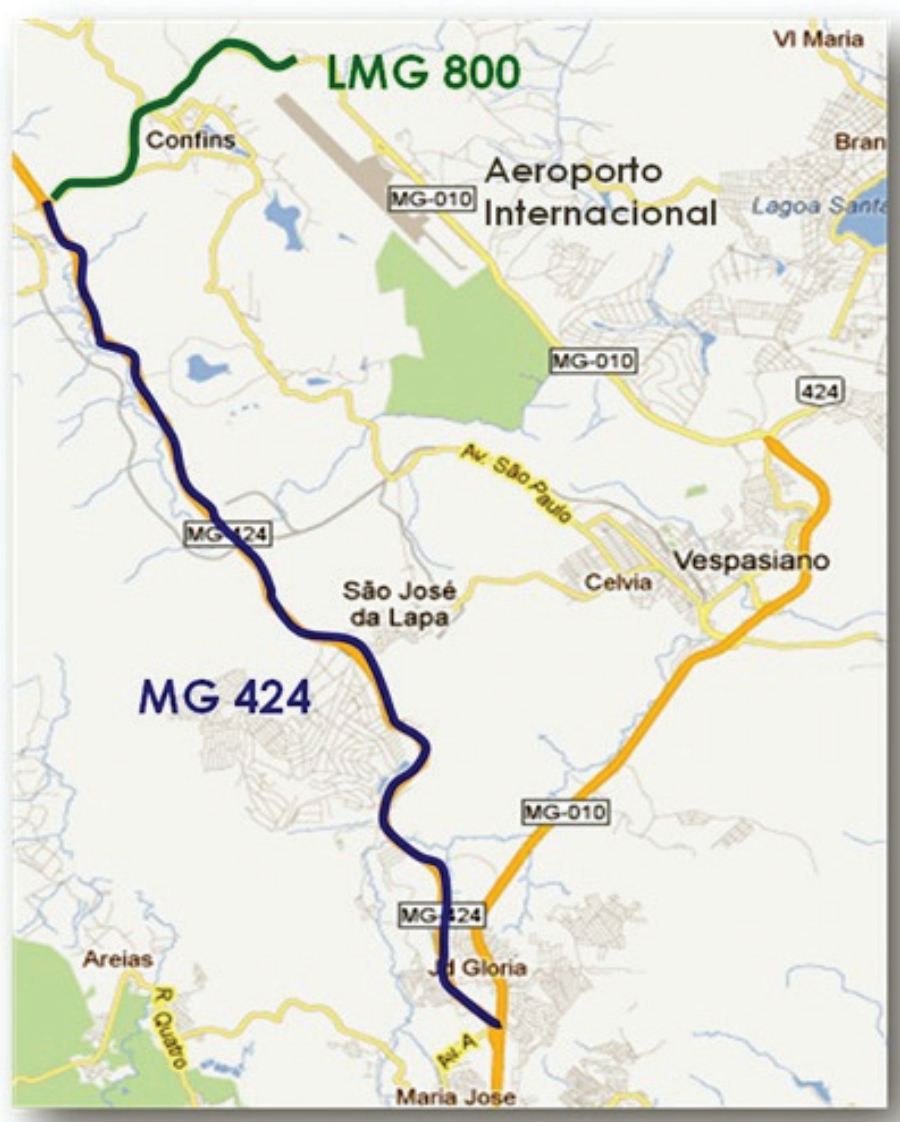 VI Maria
LMG 800
Confins
Bran
Aeroporto
Internacional
MG-010
Lagoa Santa
MG-010
424
Av. São Paulo
MG-424
Vespasiano
Celvia
São José
da Lapa
MG 424
MG-010
MG-424
Areias
Jd Gloria
R Quatro
Av. A
Maria Jose